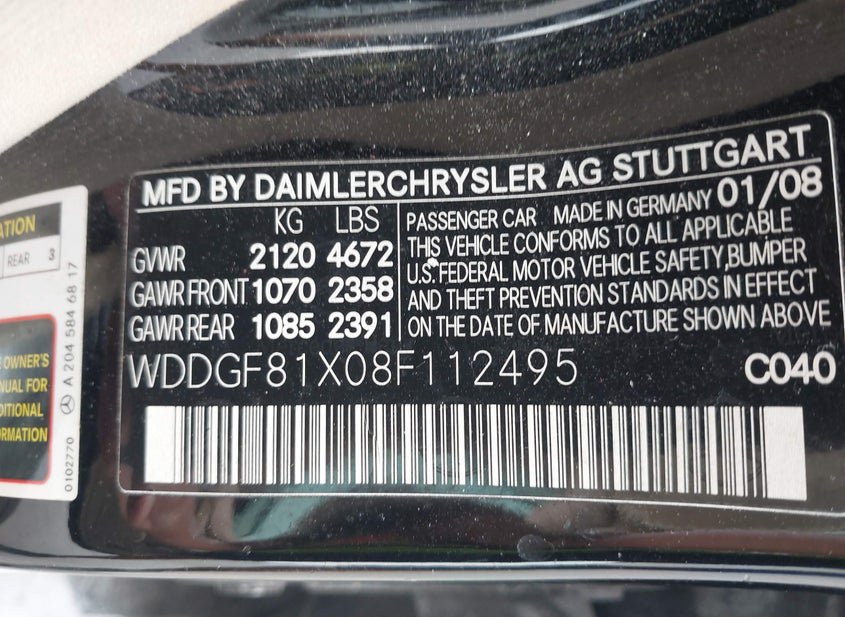 MFD BY DAIMLERCHRYSLER AG STUTTGART
KG LBS
GVWR 2120 4672
GAWR FRONT 1070 2358
GAWR REAR 1085 2391
PASSENGER CAR MADE IN GERMANY 01/08
THIS VEHICLE CONFORMS TO ALL APPLICABLE
U.S. FEDERAL MOTOR VEHICLE SAFETY, BUMPER
AND THEFT PREVENTION STANDARDS IN EFFECT
ON THE DATE OF MANUFACTURE SHOWN ABOVE
WDDGF81X08F112495 C040
ATION
REAR 3
E OWNER'S
NUAL FOR
DITIONAL
ORMATION
0102770 A 204 584 68 17